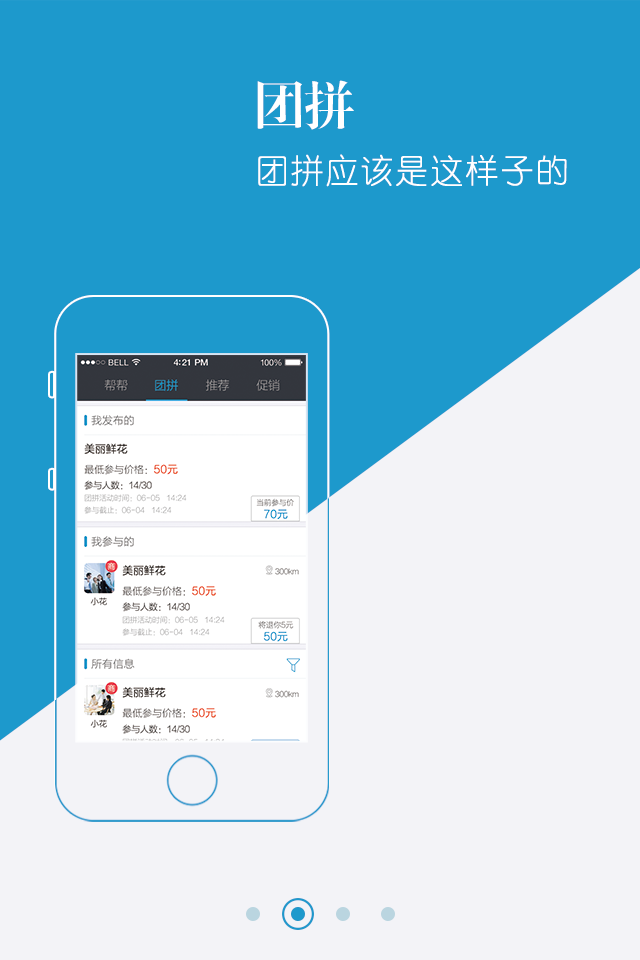 团拼
团拼应该是这样子的
BELL 4:21 PM 100%
帮帮 团拼 推荐 促销
我发布的
美丽鲜花
最低参与价格：50元
参与人数：14/30
团拼活动时间：06-05 14:24
参与截止：06-04 14:24
当前参与价
70元
我参与的
商
美丽鲜花
300km
小花
最低参与价格：50元
参与人数：14/30
团拼活动时间：06-05 14:24
参与截止：06-04 14:24
将退你5元
50元
所有信息
商
美丽鲜花
300km
小花
最低参与价格：50元
参与人数：14/30